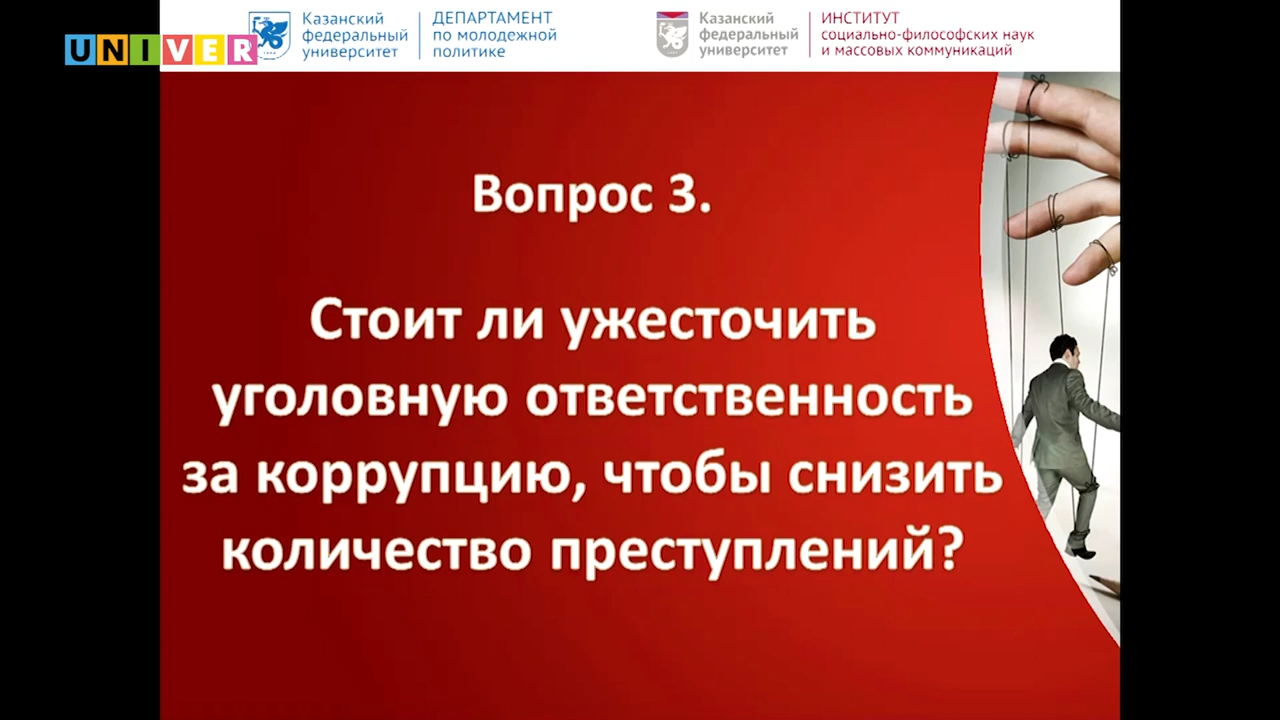 UNIVER
Казанский
федеральный
университет
ДЕПАРТАМЕНТ
по молодежной
политике
Казанский
федеральный
университет
ИНСТИТУТ
социально-философских наук
и массовых коммуникаций
Вопрос 3.
Стоит ли ужесточить
уголовную ответственность
за коррупцию, чтобы снизить
количество преступлений?